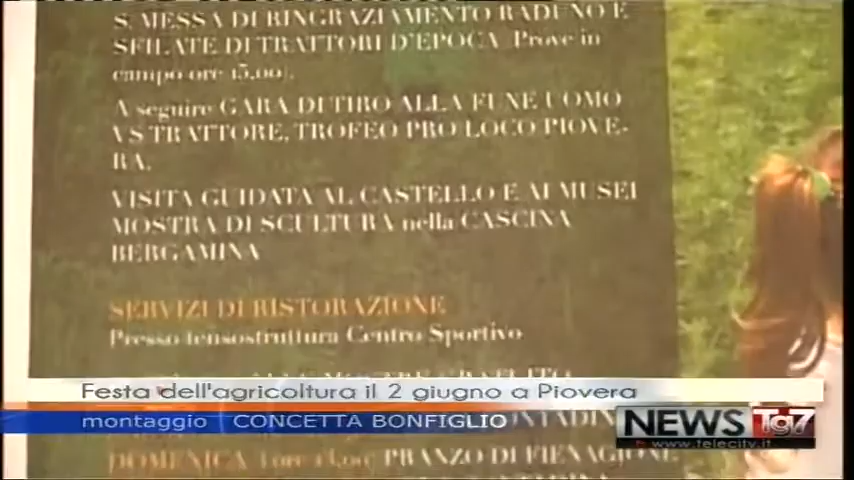 S. MESSA DI RINGRAZIAMENTO RADUNO E
SFILATE DI TRATTORI D'EPOCA (Prove in
campo ore 15,00).
A seguire GARA DI TIRO ALLA FUNE UOMO
VS TRATTORE, TROFEO PRO LOCO PIOVE-
RA.
VISITA GUIDATA AL CASTELLO E AI MUSEI
MOSTRA DI SCULTURA nella CASCINA
BERGAMINA
SERVIZI DI RISTORAZIONE
Presso tensostruttura Centro Sportivo
Festa dell'agricoltura il 2 giugno a Piovera
montaggio CONCETTA BONFIGLIO
NEWS Tg7
www.telecity.it
DOMENICA PRANZO DI FIENAGIONE